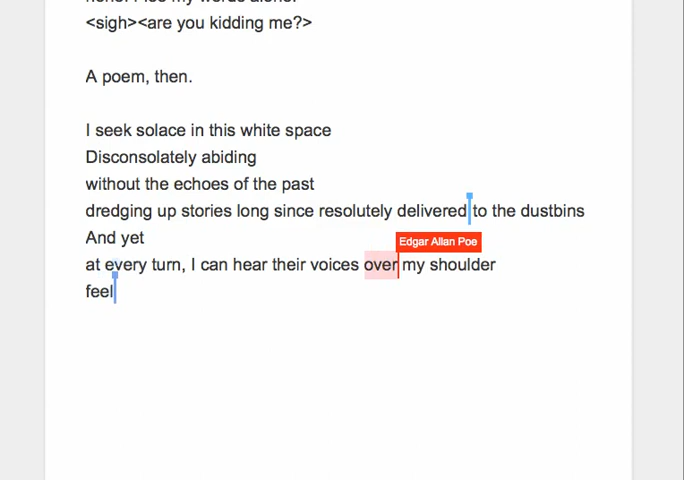 <sigh><are you kidding me?>
A poem, then.
I seek solace in this white space
Disconsolately abiding
without the echoes of the past
dredging up stories long since resolutely delivered to the dustbins
And yet
Edgar Allan Poe
at every turn, I can hear their voices over my shoulder
feel